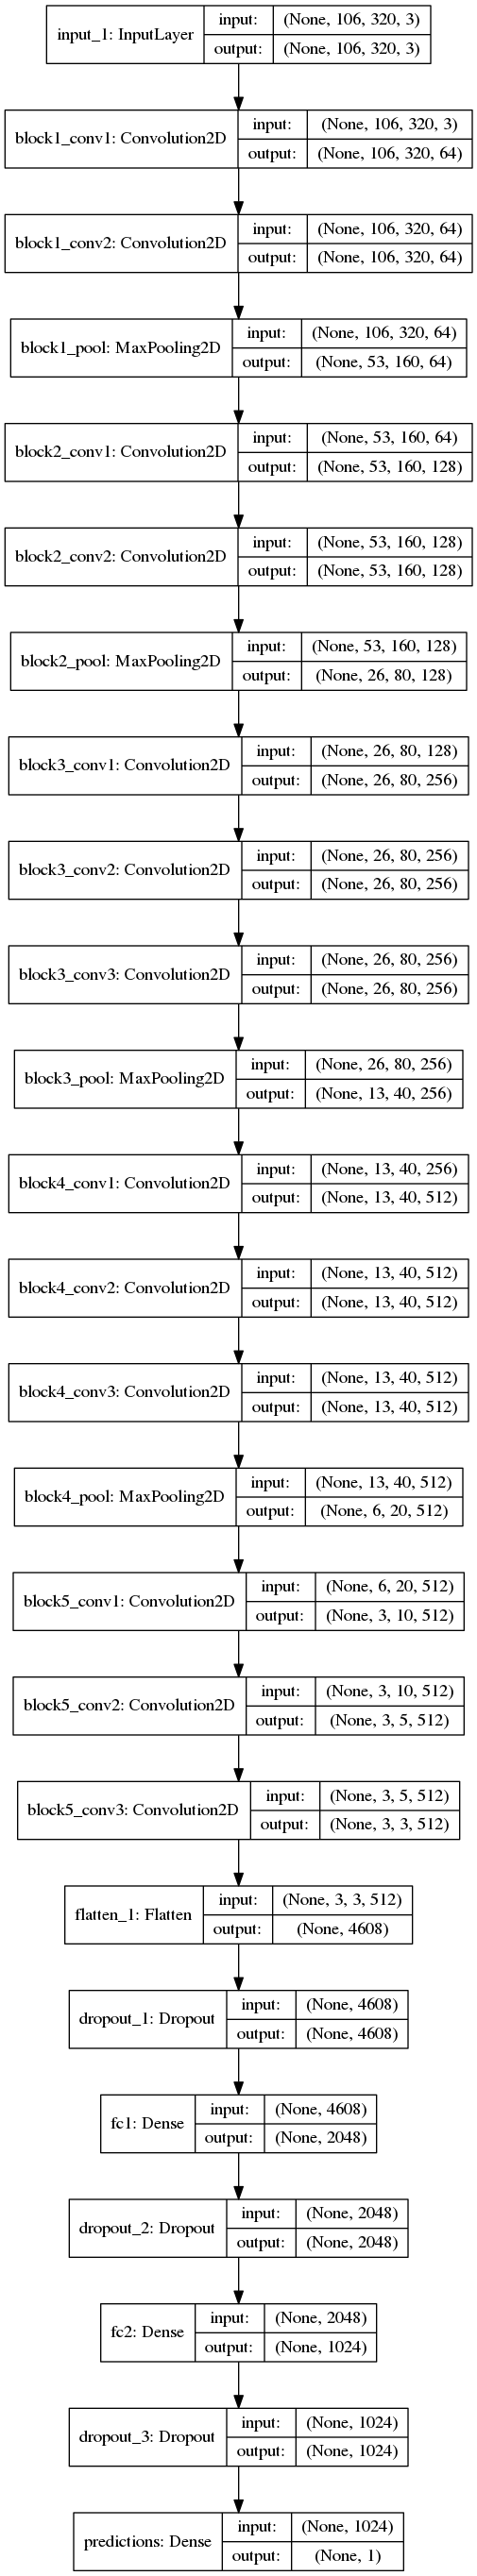 input_1: InputLayer
input: (None, 106, 320, 3)
output: (None, 106, 320, 3)
block1_conv1: Convolution2D
input: (None, 106, 320, 3)
output: (None, 106, 320, 64)
block1_conv2: Convolution2D
input: (None, 106, 320, 64)
output: (None, 106, 320, 64)
block1_pool: MaxPooling2D
input: (None, 106, 320, 64)
output: (None, 53, 160, 64)
block2_conv1: Convolution2D
input: (None, 53, 160, 64)
output: (None, 53, 160, 128)
block2_conv2: Convolution2D
input: (None, 53, 160, 128)
output: (None, 53, 160, 128)
block2_pool: MaxPooling2D
input: (None, 53, 160, 128)
output: (None, 26, 80, 128)
block3_conv1: Convolution2D
input: (None, 26, 80, 128)
output: (None, 26, 80, 256)
block3_conv2: Convolution2D
input: (None, 26, 80, 256)
output: (None, 26, 80, 256)
block3_conv3: Convolution2D
input: (None, 26, 80, 256)
output: (None, 26, 80, 256)
block3_pool: MaxPooling2D
input: (None, 26, 80, 256)
output: (None, 13, 40, 256)
block4_conv1: Convolution2D
input: (None, 13, 40, 256)
output: (None, 13, 40, 512)
block4_conv2: Convolution2D
input: (None, 13, 40, 512)
output: (None, 13, 40, 512)
block4_conv3: Convolution2D
input: (None, 13, 40, 512)
output: (None, 13, 40, 512)
block4_pool: MaxPooling2D
input: (None, 13, 40, 512)
output: (None, 6, 20, 512)
block5_conv1: Convolution2D
input: (None, 6, 20, 512)
output: (None, 3, 10, 512)
block5_conv2: Convolution2D
input: (None, 3, 10, 512)
output: (None, 3, 5, 512)
block5_conv3: Convolution2D
input: (None, 3, 5, 512)
output: (None, 3, 3, 512)
flatten_1: Flatten
input: (None, 3, 3, 512)
output: (None, 4608)
dropout_1: Dropout
input: (None, 4608)
output: (None, 4608)
fc1: Dense
input: (None, 4608)
output: (None, 2048)
dropout_2: Dropout
input: (None, 2048)
output: (None, 2048)
fc2: Dense
input: (None, 2048)
output: (None, 1024)
dropout_3: Dropout
input: (None, 1024)
output: (None, 1024)
predictions: Dense
input: (None, 1024)
output: (None, 1)